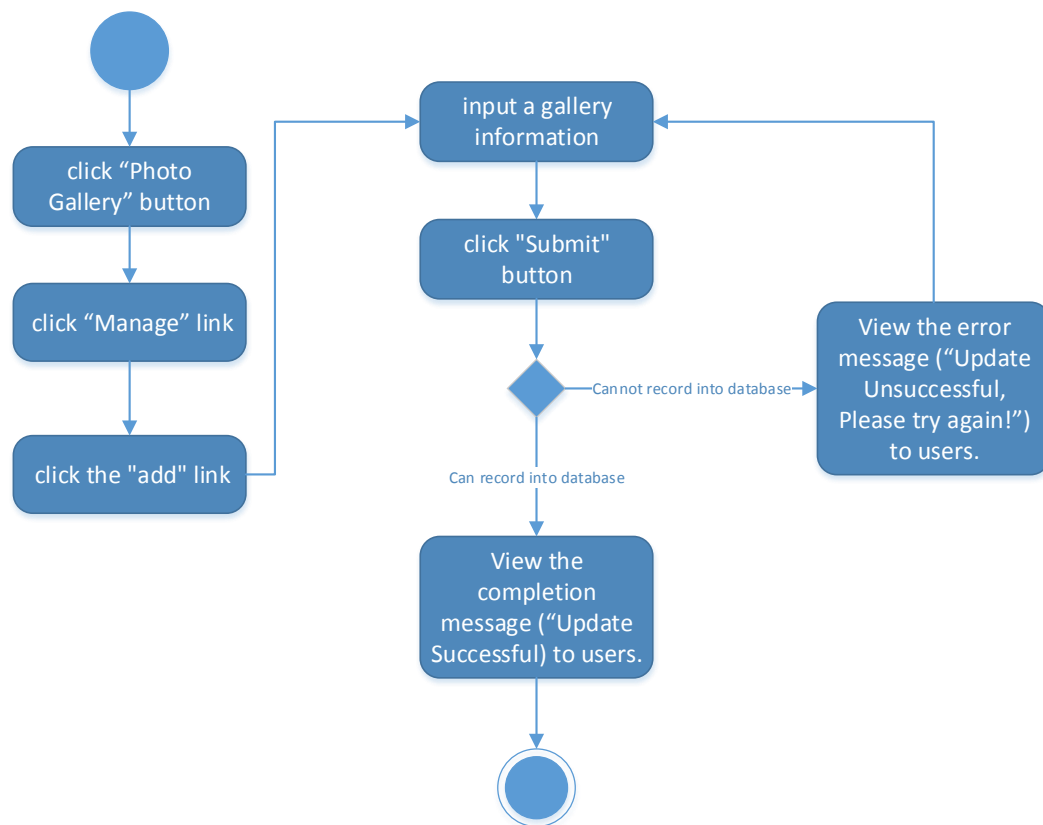 click “Photo
Gallery” button
click “Manage” link
click the "add" link
input a gallery
information
click "Submit"
button
Cannot record into database
View the error
message (“Update
Unsuccessful,
Please try again!”)
to users.
Can record into database
View the
completion
message (“Update
Successful) to users.